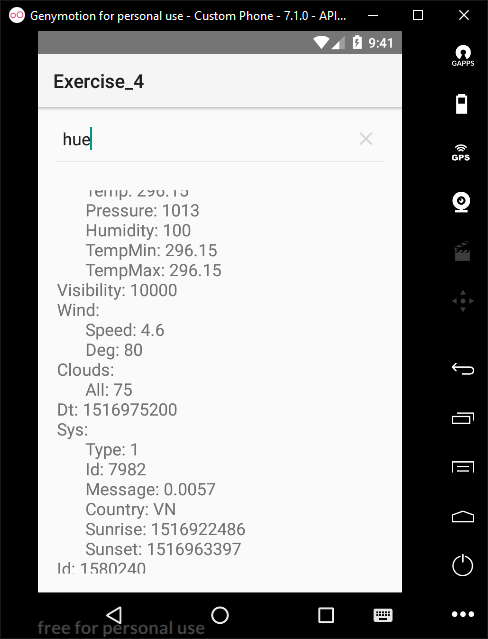 Genymotion for personal use - Custom Phone - 7.1.0 - API...
9:41
GAPPS
Exercise_4
hue
GPS
Temp: 296.15
Pressure: 1013
Humidity: 100
TempMin: 296.15
TempMax: 296.15
Visibility: 10000
Wind:
Speed: 4.6
Deg: 80
Clouds:
All: 75
Dt: 1516975200
Sys:
Type: 1
Id: 7982
Message: 0.0057
Country: VN
Sunrise: 1516922486
Sunset: 1516963397
Id: 1580240
free for personal use